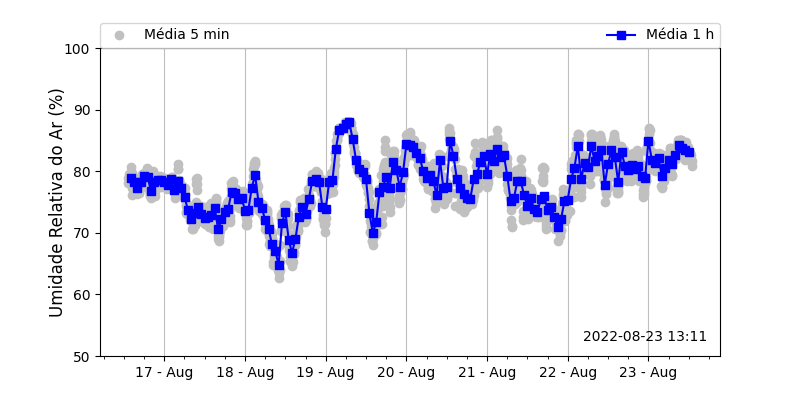 Média 5 min
Média 1 h
Umidade Relativa do Ar (%)
100
90
80
70
60
50
2022-08-23 13:11
17 - Aug
18 - Aug
19 - Aug
20 - Aug
21 - Aug
22 - Aug
23 - Aug